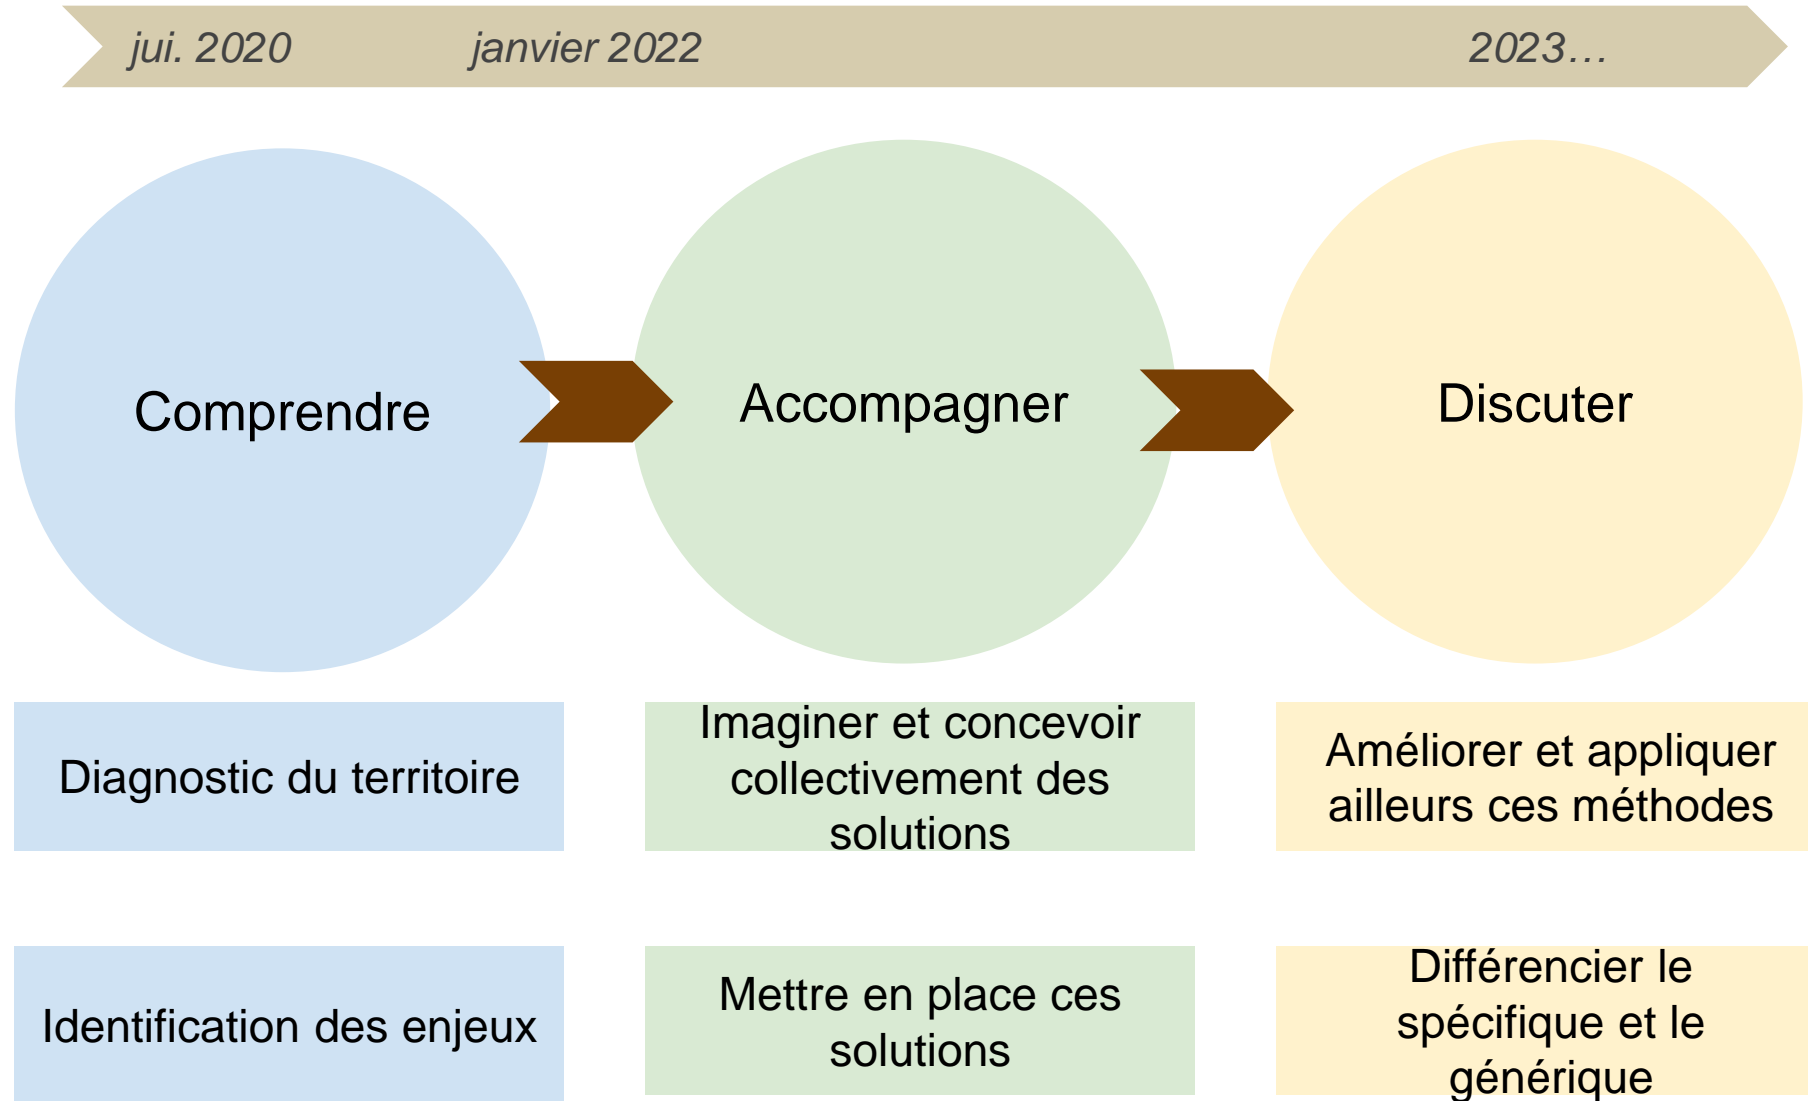 jui. 2020 janvier 2022 2023…
Comprendre
Accompagner
Discuter
Diagnostic du territoire
Imaginer et concevoir
collectivement des
solutions
Améliorer et appliquer
ailleurs ces méthodes
Identification des enjeux
Mettre en place ces
solutions
Différencier le
spécifique et le
générique